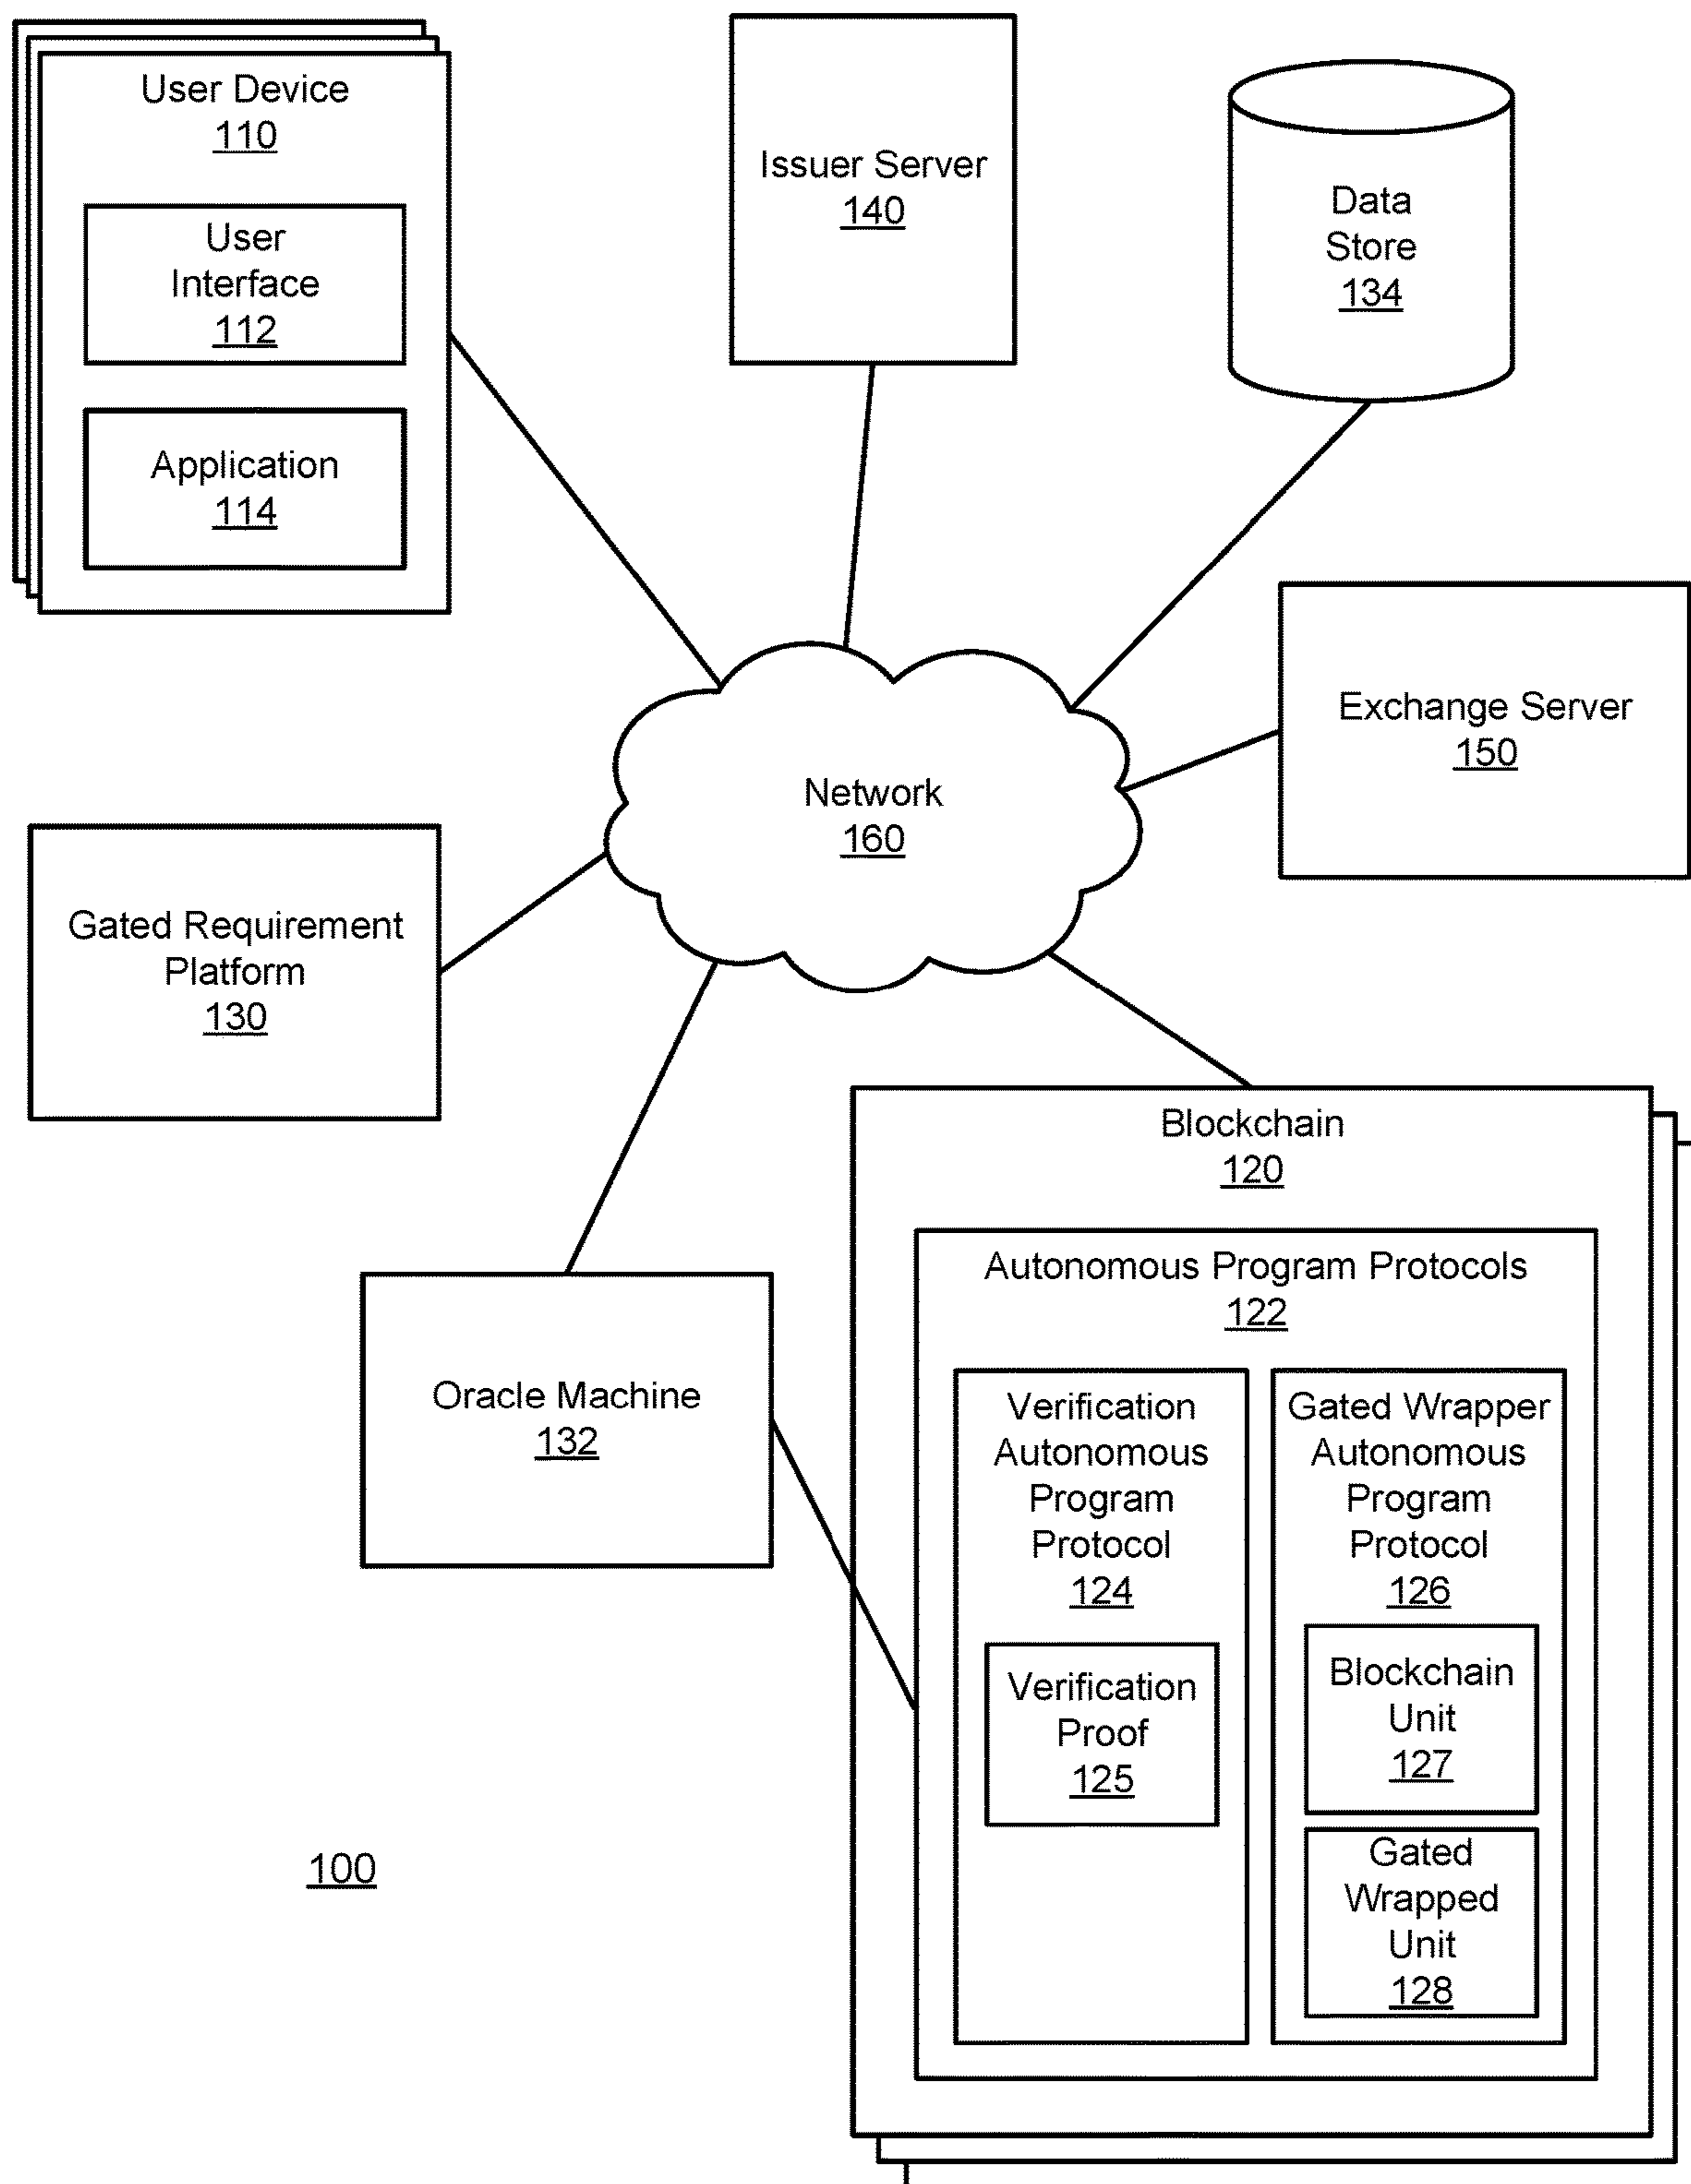 User Device
110
User
Interface
112
Application
114
Issuer Server
140
Data
Store
134
Exchange Server
150
Network
160
Gated Requirement
Platform
130
Oracle Machine
132
Blockchain
120
Autonomous Program Protocols
122
Verification
Autonomous
Program
Protocol
124
Verification
Proof
125
Gated Wrapper
Autonomous
Program
Protocol
126
Blockchain
Unit
127
Gated
Wrapped
Unit
128
100